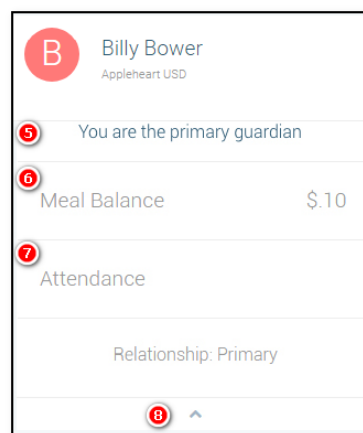 B
Billy Bower
Appleheart USD
5
You are the primary guardian
6
Meal Balance $.10
7
Attendance
Relationship: Primary
8